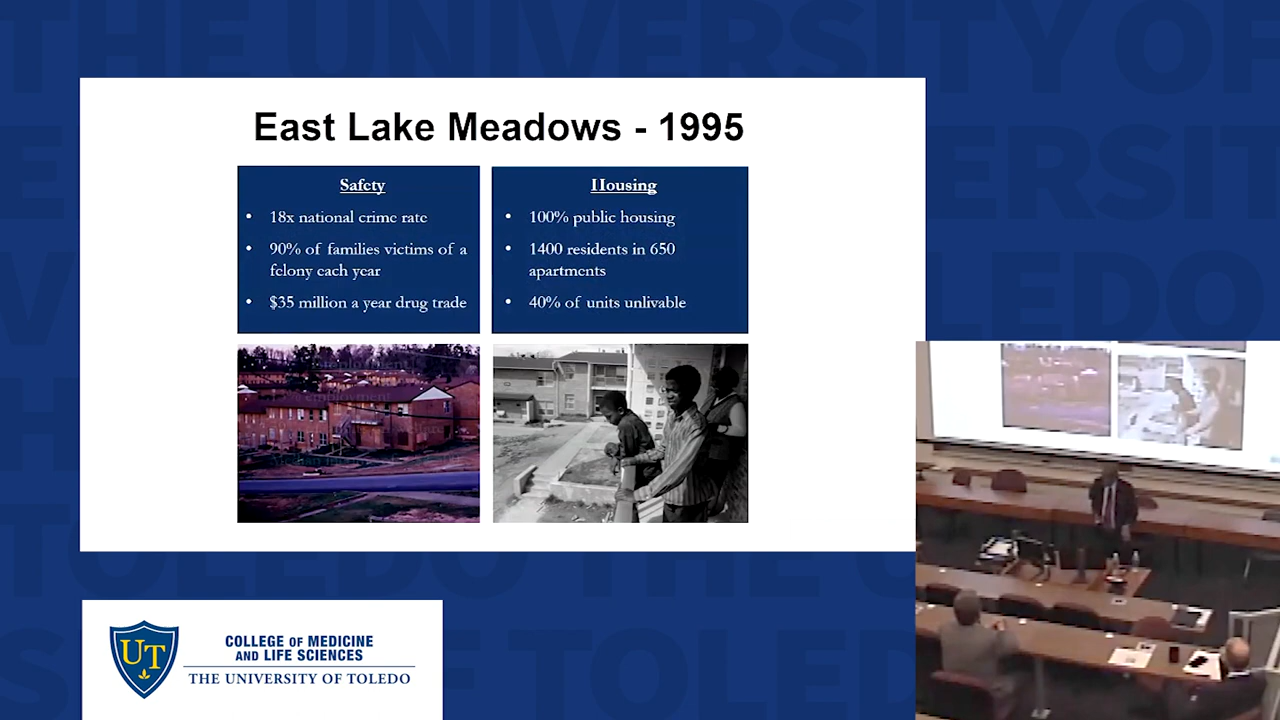 East Lake Meadows - 1995
Safety
• 18x national crime rate
• 90% of families victims of a
felony each year
• $35 million a year drug trade
Housing
• 100% public housing
• 1400 residents in 650
apartments
• 40% of units unlivable
UT
COLLEGE OF MEDICINE
AND LIFE SCIENCES
THE UNIVERSITY OF TOLEDO